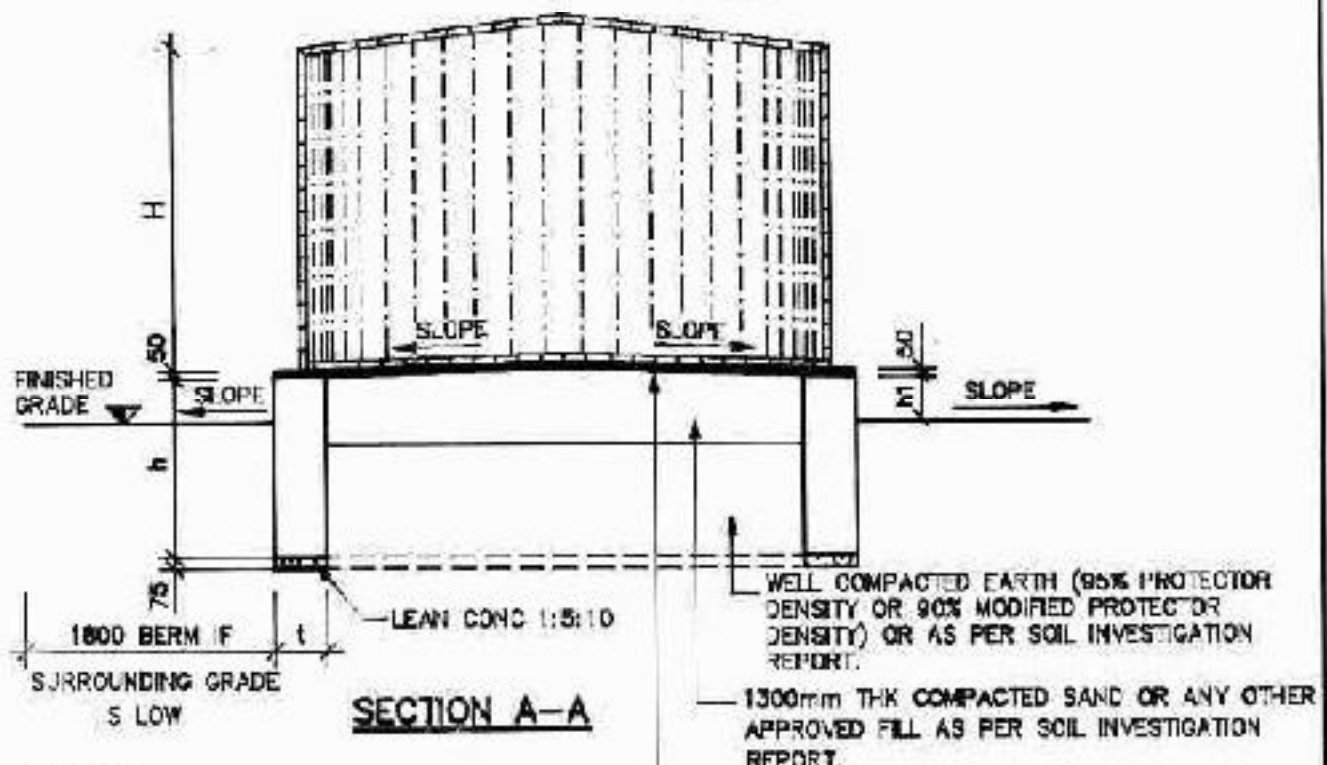 H
50
FINISHED
GRADE
SLOPE
SLOPE
SLOPE
50
h1
SLOPE
h
75
LEAN CONC 1:5:10
1800 BERM IF
t
SURROUNDING GRADE
S LOW
SECTION A-A
WELL COMPACTED EARTH (95% PROTECTOR
DENSITY OR 90% MODIFIED PROTECTOR
DENSITY) OR AS PER SOIL INVESTIGATION
REPORT.
1300mm THK COMPACTED SAND OR ANY OTHER
APPROVED FILL AS PER SOIL INVESTIGATION
REPORT.